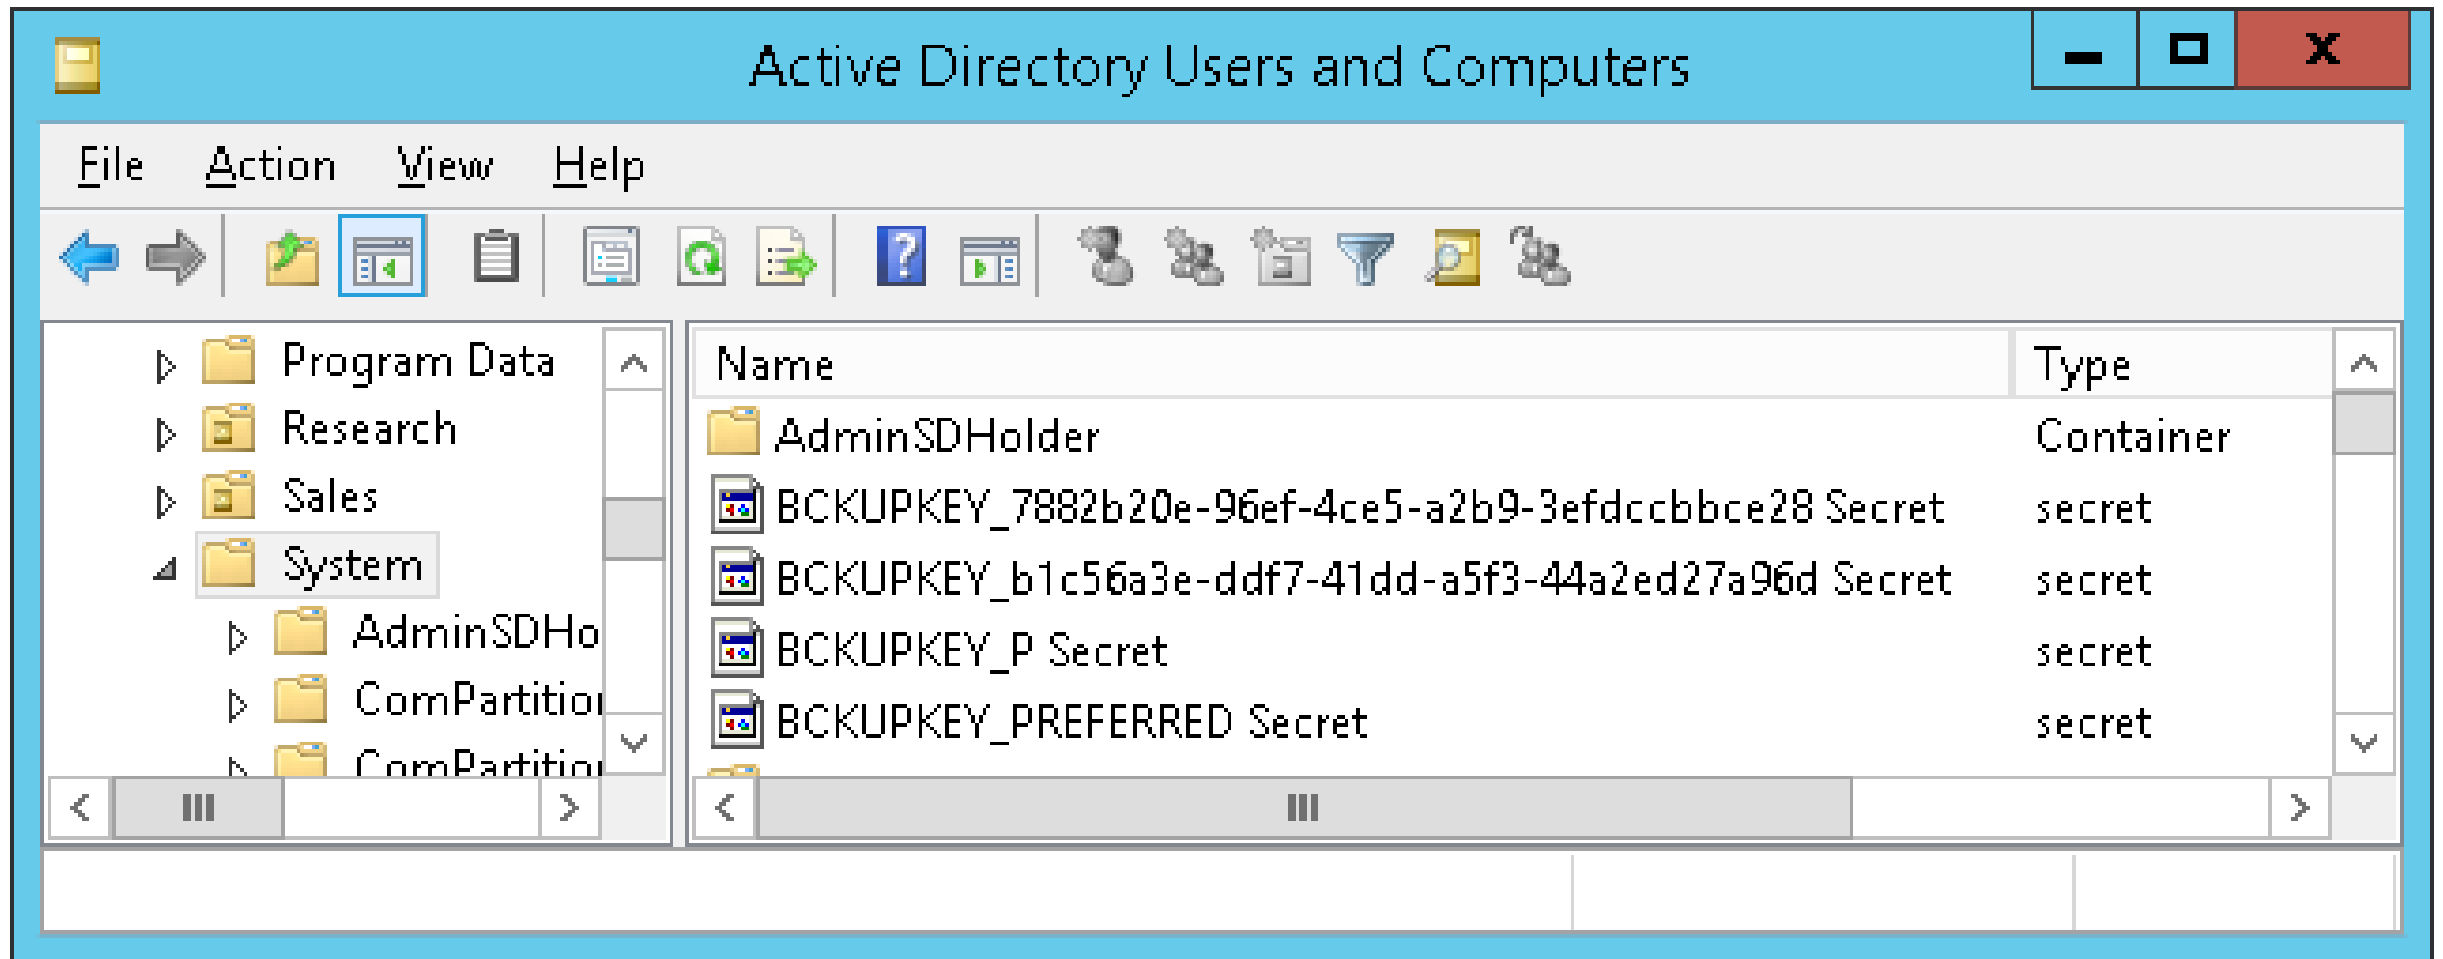 Active Directory Users and Computers
File Action View Help
Program Data
Research
Sales
System
AdminSDHo
ComPartition
ComPartition
Name Type
AdminSDHolder Container
BCKUPKEY_7882b20e-96ef-4ce5-a2b9-3efdccbbce28 Secret secret
BCKUPKEY_b1c56a3e-ddf7-41dd-a5f3-44a2ed27a96d Secret secret
BCKUPKEY_P Secret secret
BCKUPKEY_PREFERRED Secret secret